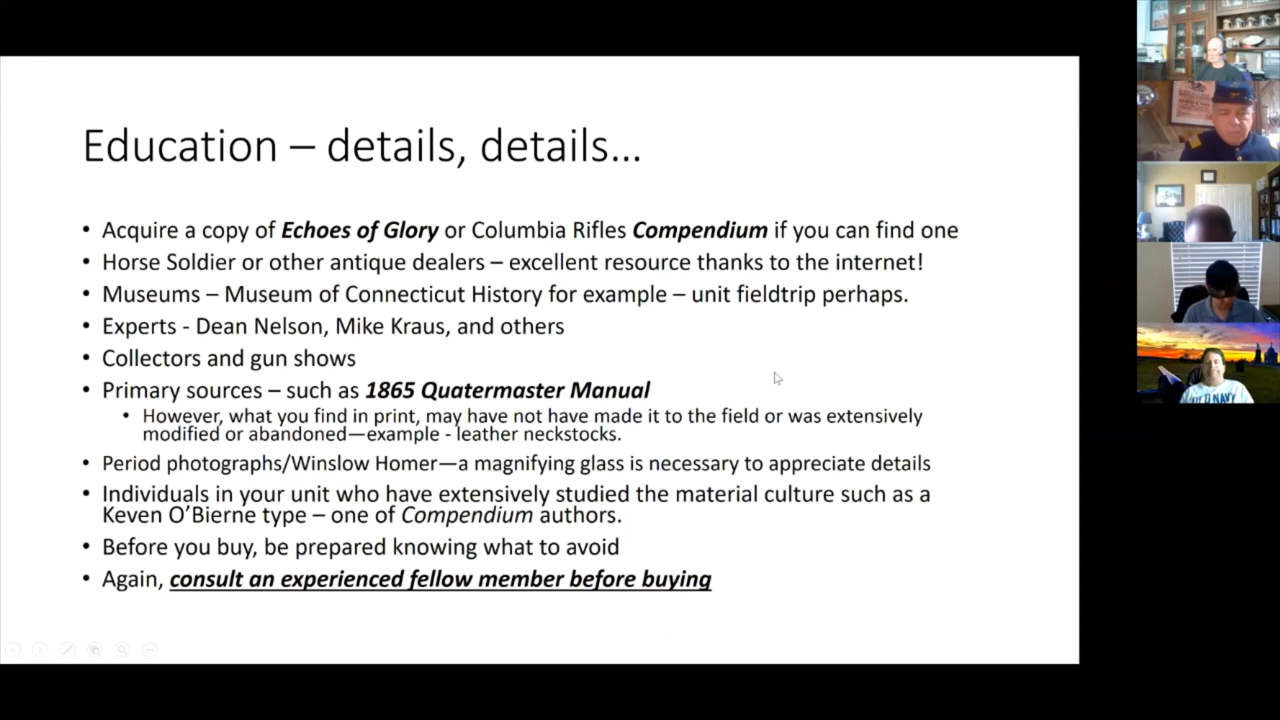 Education – details, details…
• Acquire a copy of Echoes of Glory or Columbia Rifles Compendium if you can find one
• Horse Soldier or other antique dealers – excellent resource thanks to the internet!
• Museums – Museum of Connecticut History for example – unit fieldtrip perhaps.
• Experts - Dean Nelson, Mike Kraus, and others
• Collectors and gun shows
• Primary sources – such as 1865 Quatermaster Manual
• However, what you find in print, may have not have made it to the field or was extensively
modified or abandoned—example - leather neckstocks.
• Period photographs/Winslow Homer—a magnifying glass is necessary to appreciate details
• Individuals in your unit who have extensively studied the material culture such as a
Keven O’Bierne type – one of Compendium authors.
• Before you buy, be prepared knowing what to avoid
• Again, consult an experienced fellow member before buying
OLD NAVY